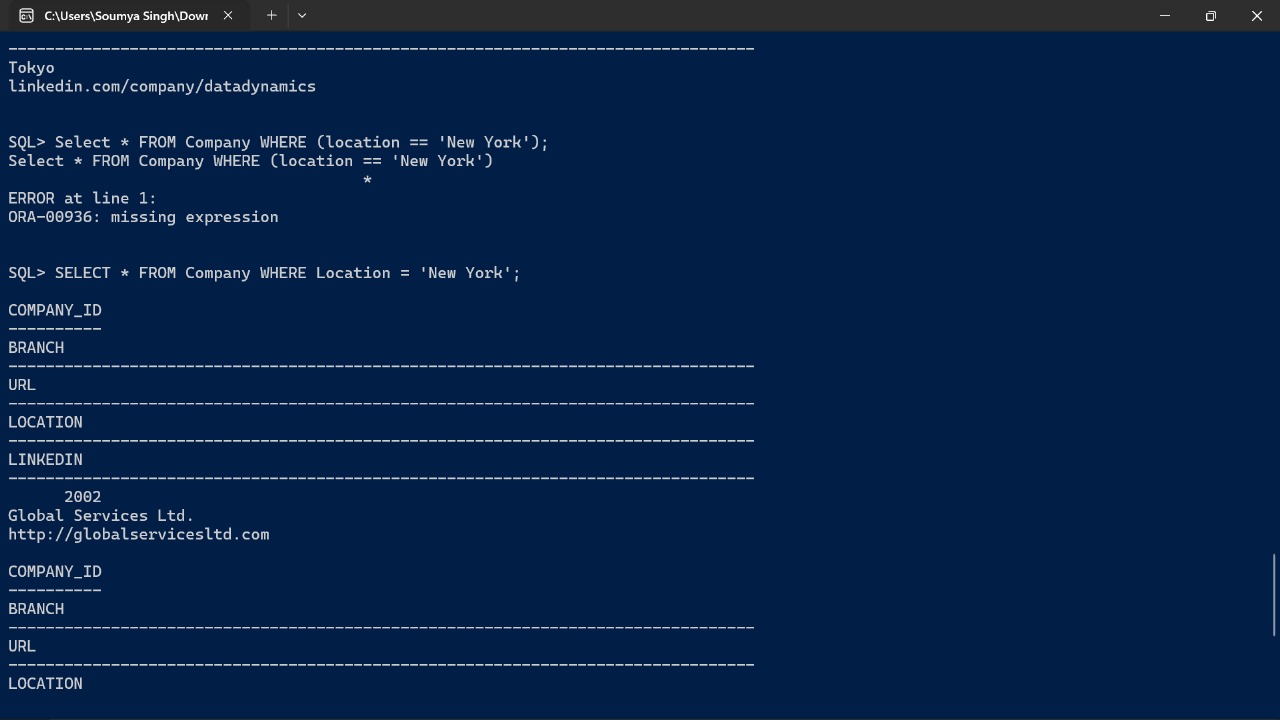 C:\Users\Soumya Singh\Dowr
--------------------------------------------------------------------------------
Tokyo
linkedin.com/company/datadynamics
SQL> Select * FROM Company WHERE (location == 'New York');
Select * FROM Company WHERE (location == 'New York')
*
ERROR at line 1:
ORA-00936: missing expression
SQL> SELECT * FROM Company WHERE Location = 'New York';
COMPANY_ID
----------
BRANCH
--------------------------------------------------------------------------------
URL
--------------------------------------------------------------------------------
LOCATION
--------------------------------------------------------------------------------
LINKEDIN
--------------------------------------------------------------------------------
2002
Global Services Ltd.
http://globalservicesltd.com
COMPANY_ID
----------
BRANCH
--------------------------------------------------------------------------------
URL
--------------------------------------------------------------------------------
LOCATION